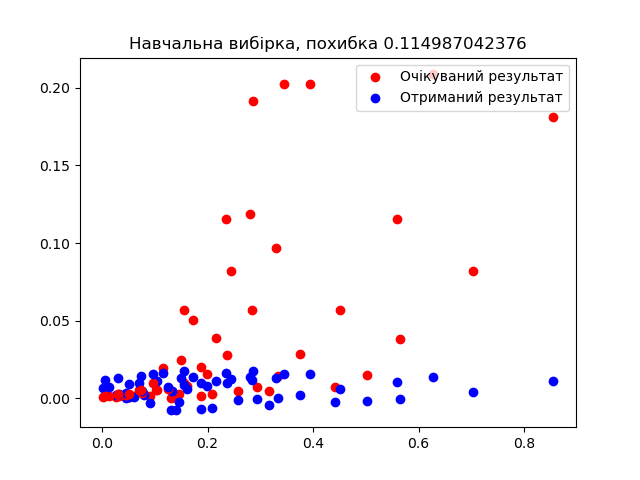 Навчальна вибірка, похибка 0.114987042376
Очікуваний результат
Отриманий результат
0.20
0.15
0.10
0.05
0.00
0.0 0.2 0.4 0.6 0.8